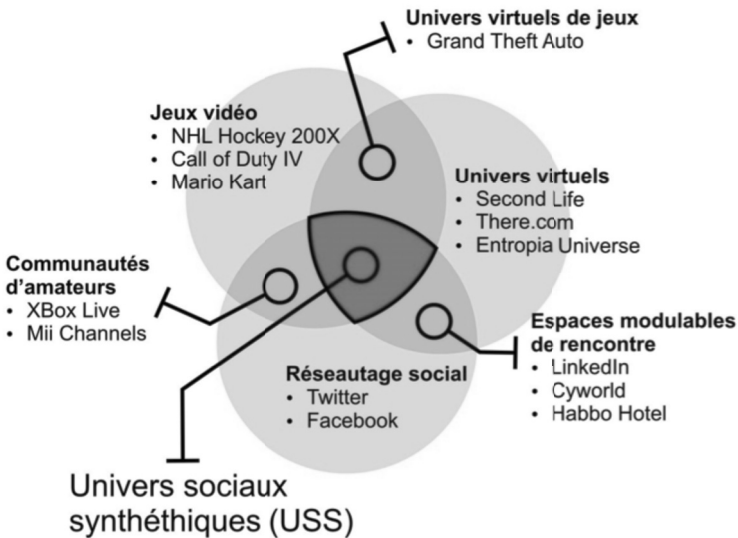 Univers virtuels de jeux
• Grand Theft Auto
Jeux vidéo
• NHL Hockey 200X
• Call of Duty IV
• Mario Kart
Univers virtuels
• Second Life
• There.com
• Entropia Universe
Communautés
d'amateurs
• XBox Live
• Mii Channels
Espaces modulables
de rencontre
• LinkedIn
• Cyworld
• Habbo Hotel
Réseautage social
• Twitter
• Facebook
Univers sociaux
synthéthiques (USS)